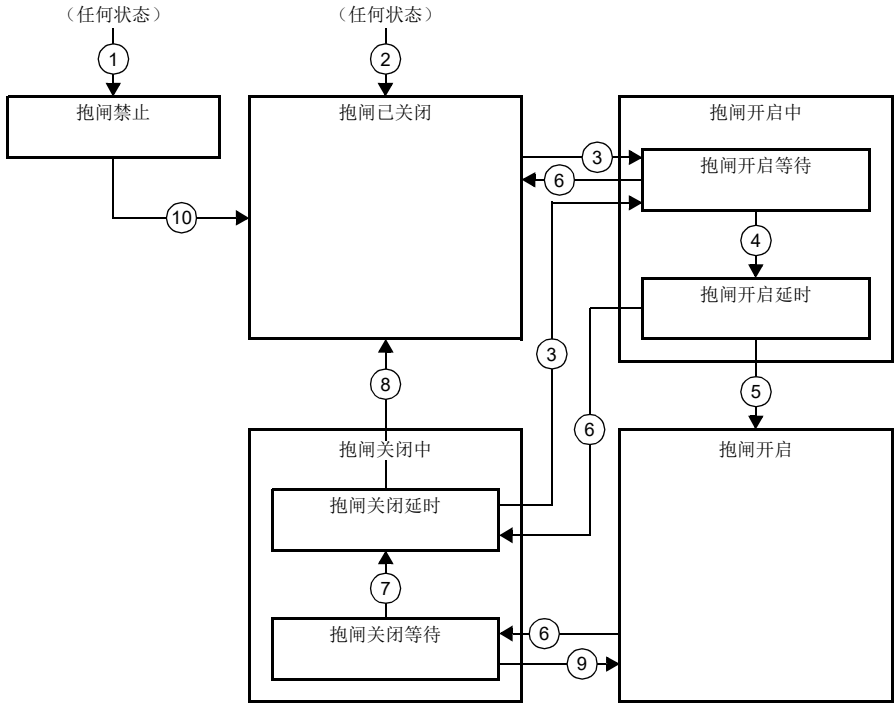 （任何状态）
（任何状态）
1
2
抱闸禁止
抱闸已关闭
抱闸开启中
3
抱闸开启等待
6
10
4
抱闸开启延时
3
8
5
6
抱闸关闭中
抱闸开启
抱闸关闭延时
7
抱闸关闭等待
6
9